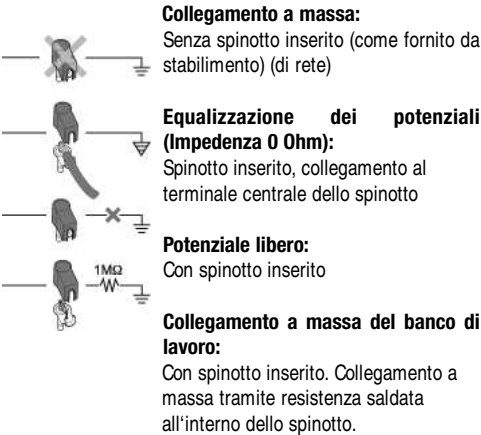 Collegamento a massa:
Senza spinotto inserito (come fornito da
stabilimento) (di rete)
Equalizzazione dei potenziali
(Impedenza 0 Ohm):
Spinotto inserito, collegamento al
terminale centrale dello spinotto
Potenziale libero:
Con spinotto inserito
1MΩ
Collegamento a massa del banco di
lavoro:
Con spinotto inserito. Collegamento a
massa tramite resistenza saldata
all‘interno dello spinotto.